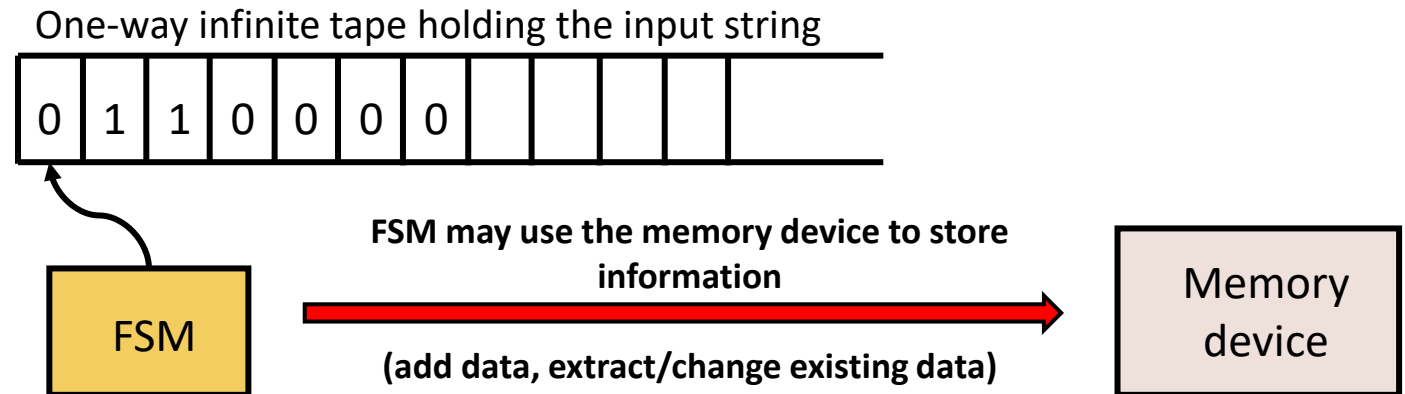 One-way infinite tape holding the input string
0 1 1 0 0 0 0
FSM may use the memory device to store
information
(add data, extract/change existing data)
FSM
Memory
device